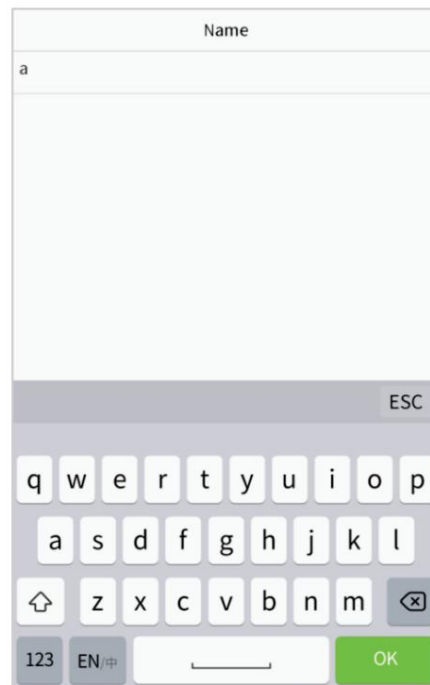 Name
a
ESC
q w e r t y u i o p
a s d f g h j k l
z x c v b n m
123 EN/中 OK